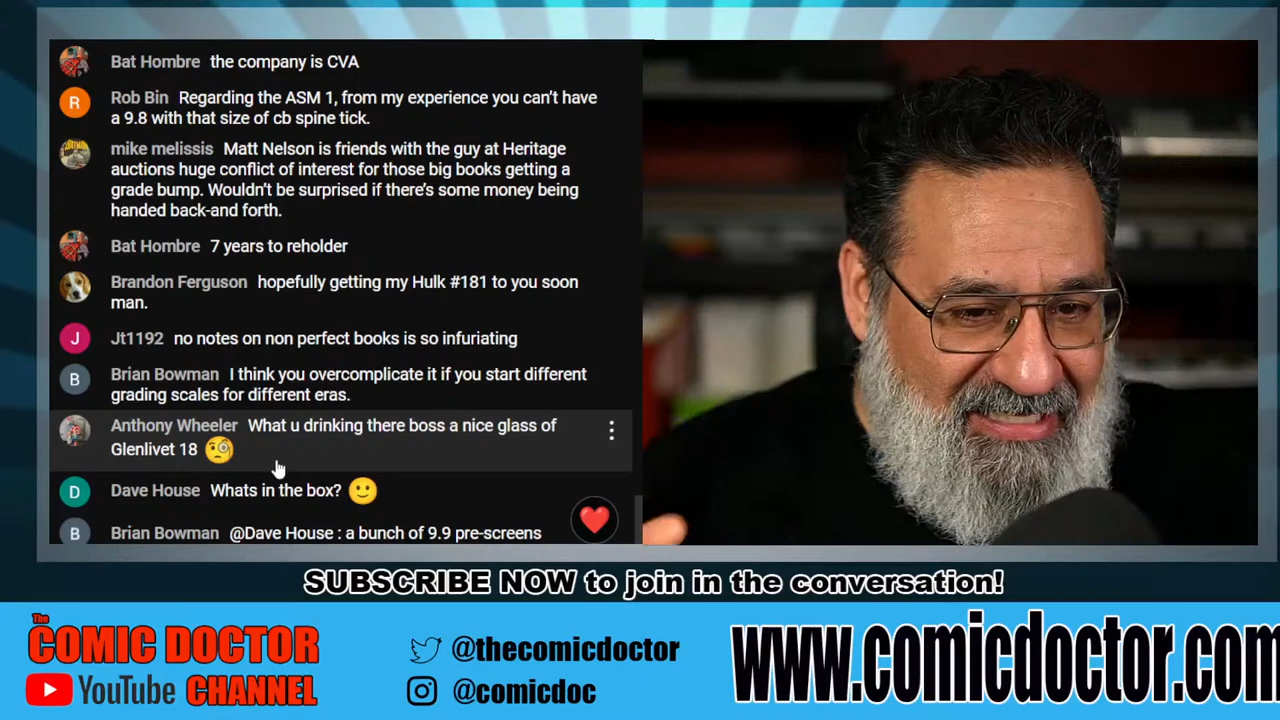 Bat Hombre the company is CVA
Rob Bin Regarding the ASM 1, from my experience you can't have
a 9.8 with that size of cb spine tick.
mike melissis Matt Nelson is friends with the guy at Heritage
auctions huge conflict of interest for those big books getting a
grade bump. Wouldn't be surprised if there's some money being
handed back-and forth.
Bat Hombre 7 years to reholder
Brandon Ferguson hopefully getting my Hulk #181 to you soon
man.
Jt1192 no notes on non perfect books is so infuriating
Brian Bowman I think you overcomplicate it if you start different
grading scales for different eras.
Anthony Wheeler What u drinking there boss a nice glass of
Glenlivet 18 🧐
Dave House Whats in the box? 🙂
Brian Bowman @Dave House : a bunch of 9.9 pre-screens
R
J
B
D
B
SUBSCRIBE NOW to join in the conversation!
The
COMIC DOCTOR
YouTube CHANNEL
@thecomicdoctor
@comicdoc
www.comicdoctor.com